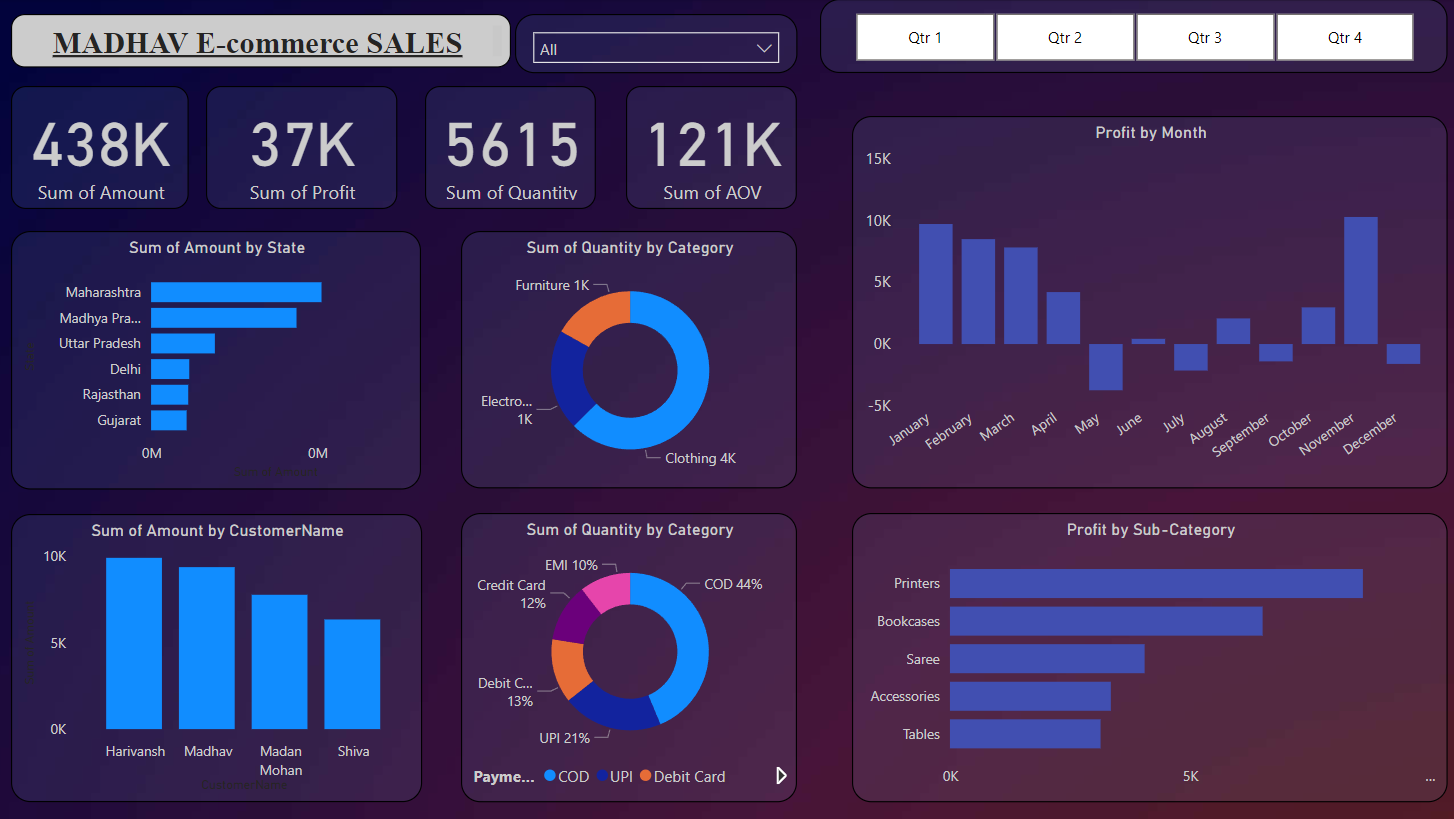 MADHAV E-commerce SALES
All
Qtr 1
Qtr 2
Qtr 3
Qtr 4
438K
Sum of Amount
37K
Sum of Profit
5615
Sum of Quantity
121K
Sum of AOV
Sum of Amount by State
Maharashtra
Madhya Pra...
Uttar Pradesh
Delhi
Rajasthan
Gujarat
0M
0M
Sum of Quantity by Category
Furniture 1K
Electro...
1K
Clothing 4K
Profit by Month
15K
10K
5K
0K
-5K
January
February
March
April
May
June
July
August
September
October
November
December
Sum of Amount by CustomerName
10K
5K
0K
Harivansh
Madhav
Madan
Mohan
Shiva
CustomerName
Sum of Quantity by Category
EMI 10%
Credit Card
12%
COD 44%
Debit C...
13%
UPI 21%
Payme...
COD
UPI
Debit Card
Profit by Sub-Category
Printers
Bookcases
Saree
Accessories
Tables
0K
5K
...